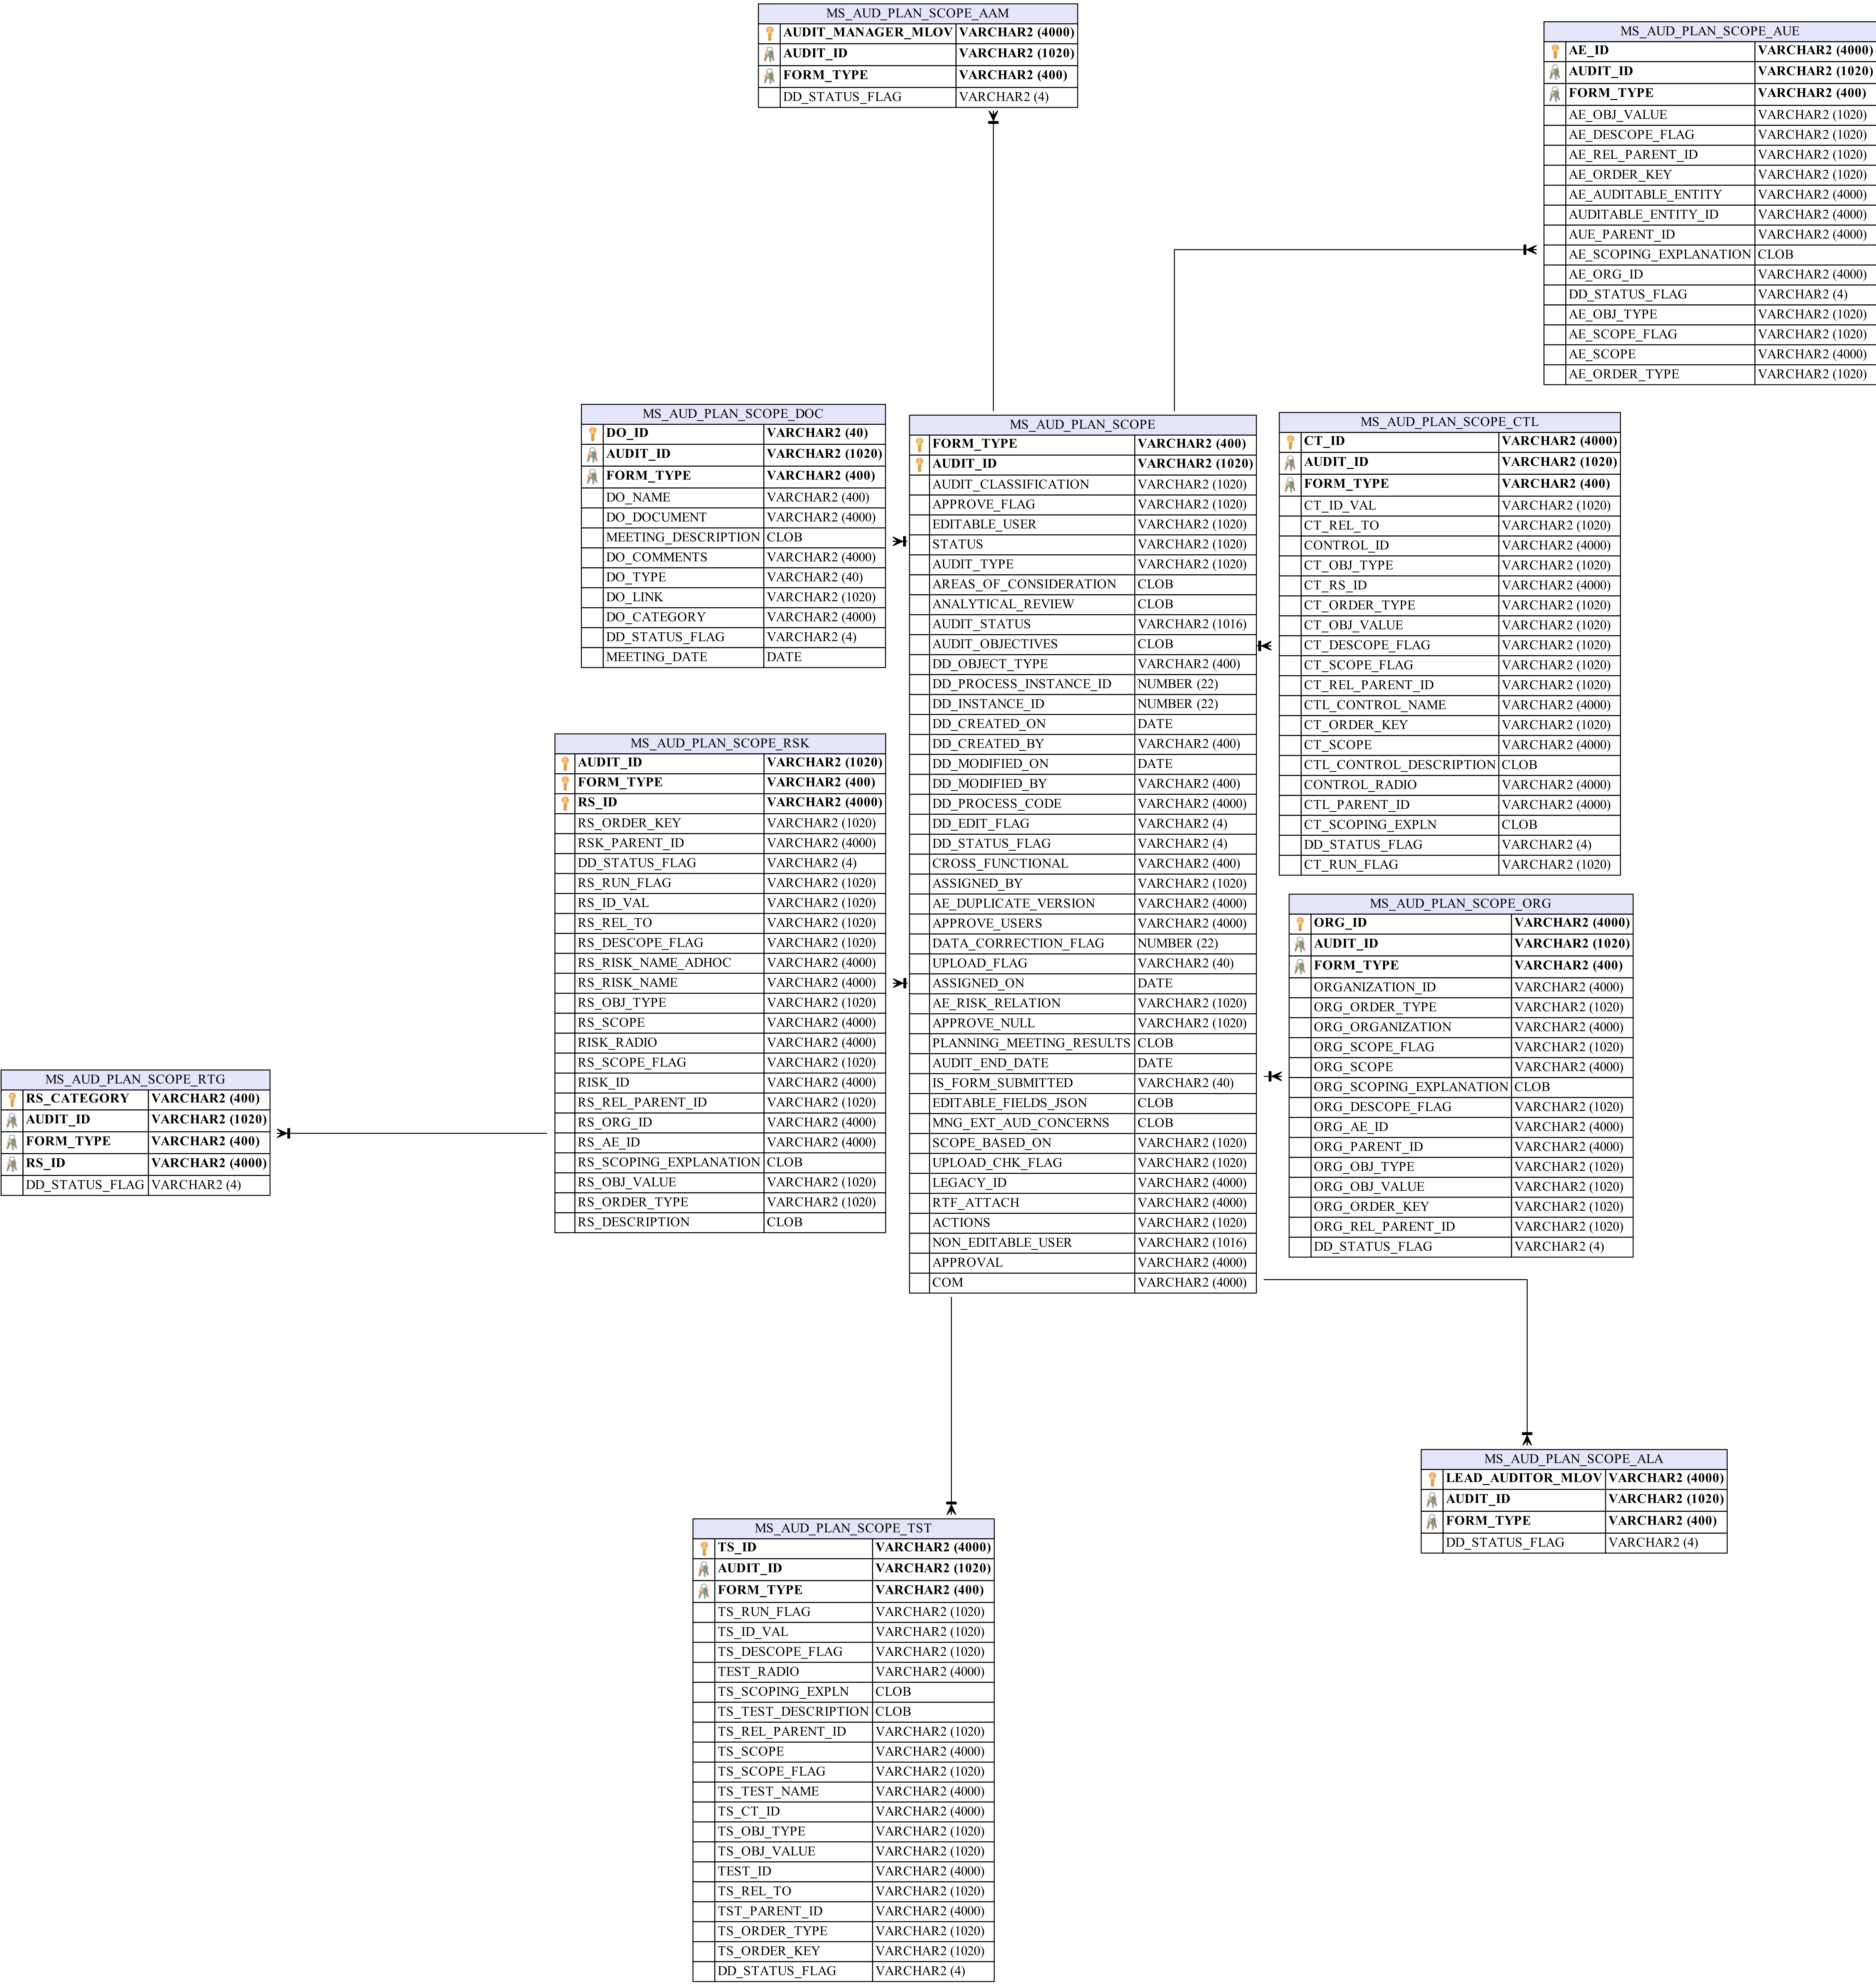 MS_AUD_PLAN_SCOPE_AAM
AUDIT_MANAGER_MLOV VARCHAR2 (4000)
AUDIT_ID VARCHAR2 (1020)
FORM_TYPE VARCHAR2 (400)
DD_STATUS_FLAG VARCHAR2 (4)
MS_AUD_PLAN_SCOPE_AUE
AE_ID VARCHAR2 (4000)
AUDIT_ID VARCHAR2 (1020)
FORM_TYPE VARCHAR2 (400)
AE_OBJ_VALUE VARCHAR2 (1020)
AE_DESCOPE_FLAG VARCHAR2 (1020)
AE_REL_PARENT_ID VARCHAR2 (1020)
AE_ORDER_KEY VARCHAR2 (1020)
AE_AUDITABLE_ENTITY VARCHAR2 (4000)
AUDITABLE_ENTITY_ID VARCHAR2 (4000)
AUE_PARENT_ID VARCHAR2 (4000)
AE_SCOPING_EXPLANATION CLOB
AE_ORG_ID VARCHAR2 (4000)
DD_STATUS_FLAG VARCHAR2 (4)
AE_OBJ_TYPE VARCHAR2 (1020)
AE_SCOPE_FLAG VARCHAR2 (1020)
AE_SCOPE VARCHAR2 (4000)
AE_ORDER_TYPE VARCHAR2 (1020)
MS_AUD_PLAN_SCOPE_DOC
DO_ID VARCHAR2 (40)
AUDIT_ID VARCHAR2 (1020)
FORM_TYPE VARCHAR2 (400)
DO_NAME VARCHAR2 (400)
DO_DOCUMENT VARCHAR2 (4000)
MEETING_DESCRIPTION CLOB
DO_COMMENTS VARCHAR2 (4000)
DO_TYPE VARCHAR2 (40)
DO_LINK VARCHAR2 (1020)
DO_CATEGORY VARCHAR2 (4000)
DD_STATUS_FLAG VARCHAR2 (4)
MEETING_DATE DATE
MS_AUD_PLAN_SCOPE
FORM_TYPE VARCHAR2 (400)
AUDIT_ID VARCHAR2 (1020)
AUDIT_CLASSIFICATION VARCHAR2 (1020)
APPROVE_FLAG VARCHAR2 (1020)
EDITABLE_USER VARCHAR2 (1020)
STATUS VARCHAR2 (1020)
AUDIT_TYPE VARCHAR2 (1020)
AREAS_OF_CONSIDERATION CLOB
ANALYTICAL_REVIEW CLOB
AUDIT_STATUS VARCHAR2 (1016)
AUDIT_OBJECTIVES CLOB
DD_OBJECT_TYPE VARCHAR2 (400)
DD_PROCESS_INSTANCE_ID NUMBER (22)
DD_INSTANCE_ID NUMBER (22)
DD_CREATED_ON DATE
DD_CREATED_BY VARCHAR2 (400)
DD_MODIFIED_ON DATE
DD_MODIFIED_BY VARCHAR2 (400)
DD_PROCESS_CODE VARCHAR2 (4000)
DD_EDIT_FLAG VARCHAR2 (4)
DD_STATUS_FLAG VARCHAR2 (4)
CROSS_FUNCTIONAL VARCHAR2 (400)
ASSIGNED_BY VARCHAR2 (1020)
AE_DUPLICATE_VERSION VARCHAR2 (4000)
APPROVE_USERS VARCHAR2 (4000)
DATA_CORRECTION_FLAG NUMBER (22)
UPLOAD_FLAG VARCHAR2 (40)
ASSIGNED_ON DATE
AE_RISK_RELATION VARCHAR2 (1020)
APPROVE_NULL VARCHAR2 (1020)
PLANNING_MEETING_RESULTS CLOB
AUDIT_END_DATE DATE
IS_FORM_SUBMITTED VARCHAR2 (40)
EDITABLE_FIELDS_JSON CLOB
MNG_EXT_AUD_CONCERNS CLOB
SCOPE_BASED_ON VARCHAR2 (1020)
UPLOAD_CHK_FLAG VARCHAR2 (1020)
LEGACY_ID VARCHAR2 (4000)
RTF_ATTACH VARCHAR2 (4000)
ACTIONS VARCHAR2 (1020)
NON_EDITABLE_USER VARCHAR2 (1016)
APPROVAL VARCHAR2 (4000)
COM VARCHAR2 (4000)
MS_AUD_PLAN_SCOPE_CTL
CT_ID VARCHAR2 (4000)
AUDIT_ID VARCHAR2 (1020)
FORM_TYPE VARCHAR2 (400)
CT_ID_VAL VARCHAR2 (1020)
CT_REL_TO VARCHAR2 (1020)
CONTROL_ID VARCHAR2 (4000)
CT_OBJ_TYPE VARCHAR2 (1020)
CT_RS_ID VARCHAR2 (4000)
CT_ORDER_TYPE VARCHAR2 (1020)
CT_OBJ_VALUE VARCHAR2 (1020)
CT_DESCOPE_FLAG VARCHAR2 (1020)
CT_SCOPE_FLAG VARCHAR2 (1020)
CT_REL_PARENT_ID VARCHAR2 (1020)
CTL_CONTROL_NAME VARCHAR2 (4000)
CT_ORDER_KEY VARCHAR2 (1020)
CT_SCOPE VARCHAR2 (4000)
CTL_CONTROL_DESCRIPTION CLOB
CONTROL_RADIO VARCHAR2 (4000)
CTL_PARENT_ID VARCHAR2 (4000)
CT_SCOPING_EXPLN CLOB
DD_STATUS_FLAG VARCHAR2 (4)
CT_RUN_FLAG VARCHAR2 (1020)
MS_AUD_PLAN_SCOPE_RSK
AUDIT_ID VARCHAR2 (1020)
FORM_TYPE VARCHAR2 (400)
RS_ID VARCHAR2 (4000)
RS_ORDER_KEY VARCHAR2 (1020)
RSK_PARENT_ID VARCHAR2 (4000)
DD_STATUS_FLAG VARCHAR2 (4)
RS_RUN_FLAG VARCHAR2 (1020)
RS_ID_VAL VARCHAR2 (1020)
RS_REL_TO VARCHAR2 (1020)
RS_DESCOPE_FLAG VARCHAR2 (1020)
RS_RISK_NAME_ADHOC VARCHAR2 (4000)
RS_RISK_NAME VARCHAR2 (4000)
RS_OBJ_TYPE VARCHAR2 (1020)
RS_SCOPE VARCHAR2 (4000)
RISK_RADIO VARCHAR2 (4000)
RS_SCOPE_FLAG VARCHAR2 (1020)
RISK_ID VARCHAR2 (4000)
RS_REL_PARENT_ID VARCHAR2 (1020)
RS_ORG_ID VARCHAR2 (4000)
RS_AE_ID VARCHAR2 (4000)
RS_SCOPING_EXPLANATION CLOB
RS_OBJ_VALUE VARCHAR2 (1020)
RS_ORDER_TYPE VARCHAR2 (1020)
RS_DESCRIPTION CLOB
MS_AUD_PLAN_SCOPE_ORG
ORG_ID VARCHAR2 (4000)
AUDIT_ID VARCHAR2 (1020)
FORM_TYPE VARCHAR2 (400)
ORGANIZATION_ID VARCHAR2 (4000)
ORG_ORDER_TYPE VARCHAR2 (1020)
ORG_ORGANIZATION VARCHAR2 (4000)
ORG_SCOPE_FLAG VARCHAR2 (1020)
ORG_SCOPE VARCHAR2 (4000)
ORG_SCOPING_EXPLANATION CLOB
ORG_DESCOPE_FLAG VARCHAR2 (1020)
ORG_AE_ID VARCHAR2 (4000)
ORG_PARENT_ID VARCHAR2 (4000)
ORG_OBJ_TYPE VARCHAR2 (1020)
ORG_OBJ_VALUE VARCHAR2 (1020)
ORG_ORDER_KEY VARCHAR2 (1020)
ORG_REL_PARENT_ID VARCHAR2 (1020)
DD_STATUS_FLAG VARCHAR2 (4)
MS_AUD_PLAN_SCOPE_RTG
RS_CATEGORY VARCHAR2 (400)
AUDIT_ID VARCHAR2 (1020)
FORM_TYPE VARCHAR2 (400)
RS_ID VARCHAR2 (4000)
DD_STATUS_FLAG VARCHAR2 (4)
MS_AUD_PLAN_SCOPE_ALA
LEAD_AUDITOR_MLOV VARCHAR2 (4000)
AUDIT_ID VARCHAR2 (1020)
FORM_TYPE VARCHAR2 (400)
DD_STATUS_FLAG VARCHAR2 (4)
MS_AUD_PLAN_SCOPE_TST
TS_ID VARCHAR2 (4000)
AUDIT_ID VARCHAR2 (1020)
FORM_TYPE VARCHAR2 (400)
TS_RUN_FLAG VARCHAR2 (1020)
TS_ID_VAL VARCHAR2 (1020)
TS_DESCOPE_FLAG VARCHAR2 (1020)
TEST_RADIO VARCHAR2 (4000)
TS_SCOPING_EXPLN CLOB
TS_TEST_DESCRIPTION CLOB
TS_REL_PARENT_ID VARCHAR2 (1020)
TS_SCOPE VARCHAR2 (4000)
TS_SCOPE_FLAG VARCHAR2 (1020)
TS_TEST_NAME VARCHAR2 (4000)
TS_CT_ID VARCHAR2 (4000)
TS_OBJ_TYPE VARCHAR2 (1020)
TS_OBJ_VALUE VARCHAR2 (1020)
TEST_ID VARCHAR2 (4000)
TS_REL_TO VARCHAR2 (1020)
TST_PARENT_ID VARCHAR2 (4000)
TS_ORDER_TYPE VARCHAR2 (1020)
TS_ORDER_KEY VARCHAR2 (1020)
DD_STATUS_FLAG VARCHAR2 (4)